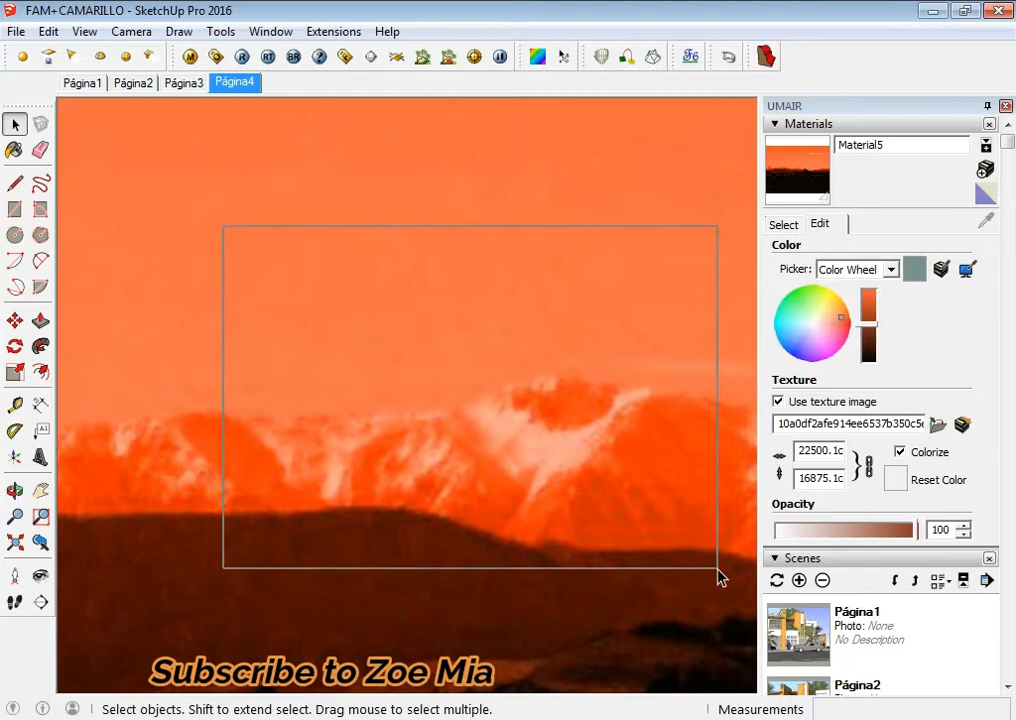 FAM+CAMARILLO - SketchUp Pro 2016
File Edit View Camera Draw Tools Window Extensions Help
M R RT BR
Página1 Página2 Página3 Página4
UMAIR
Materials
Material5
Select Edit
Color
Picker: Color Wheel
Texture
Use texture image
10a0df2afe914ee6537b350c5
22500.1c
Colorize
16875.1c
Reset Color
Opacity
100
Scenes
Página1
Photo: None
No Description
Página2
Subscribe to Zoe Mia
Select objects. Shift to extend select. Drag mouse to select multiple.
Measurements